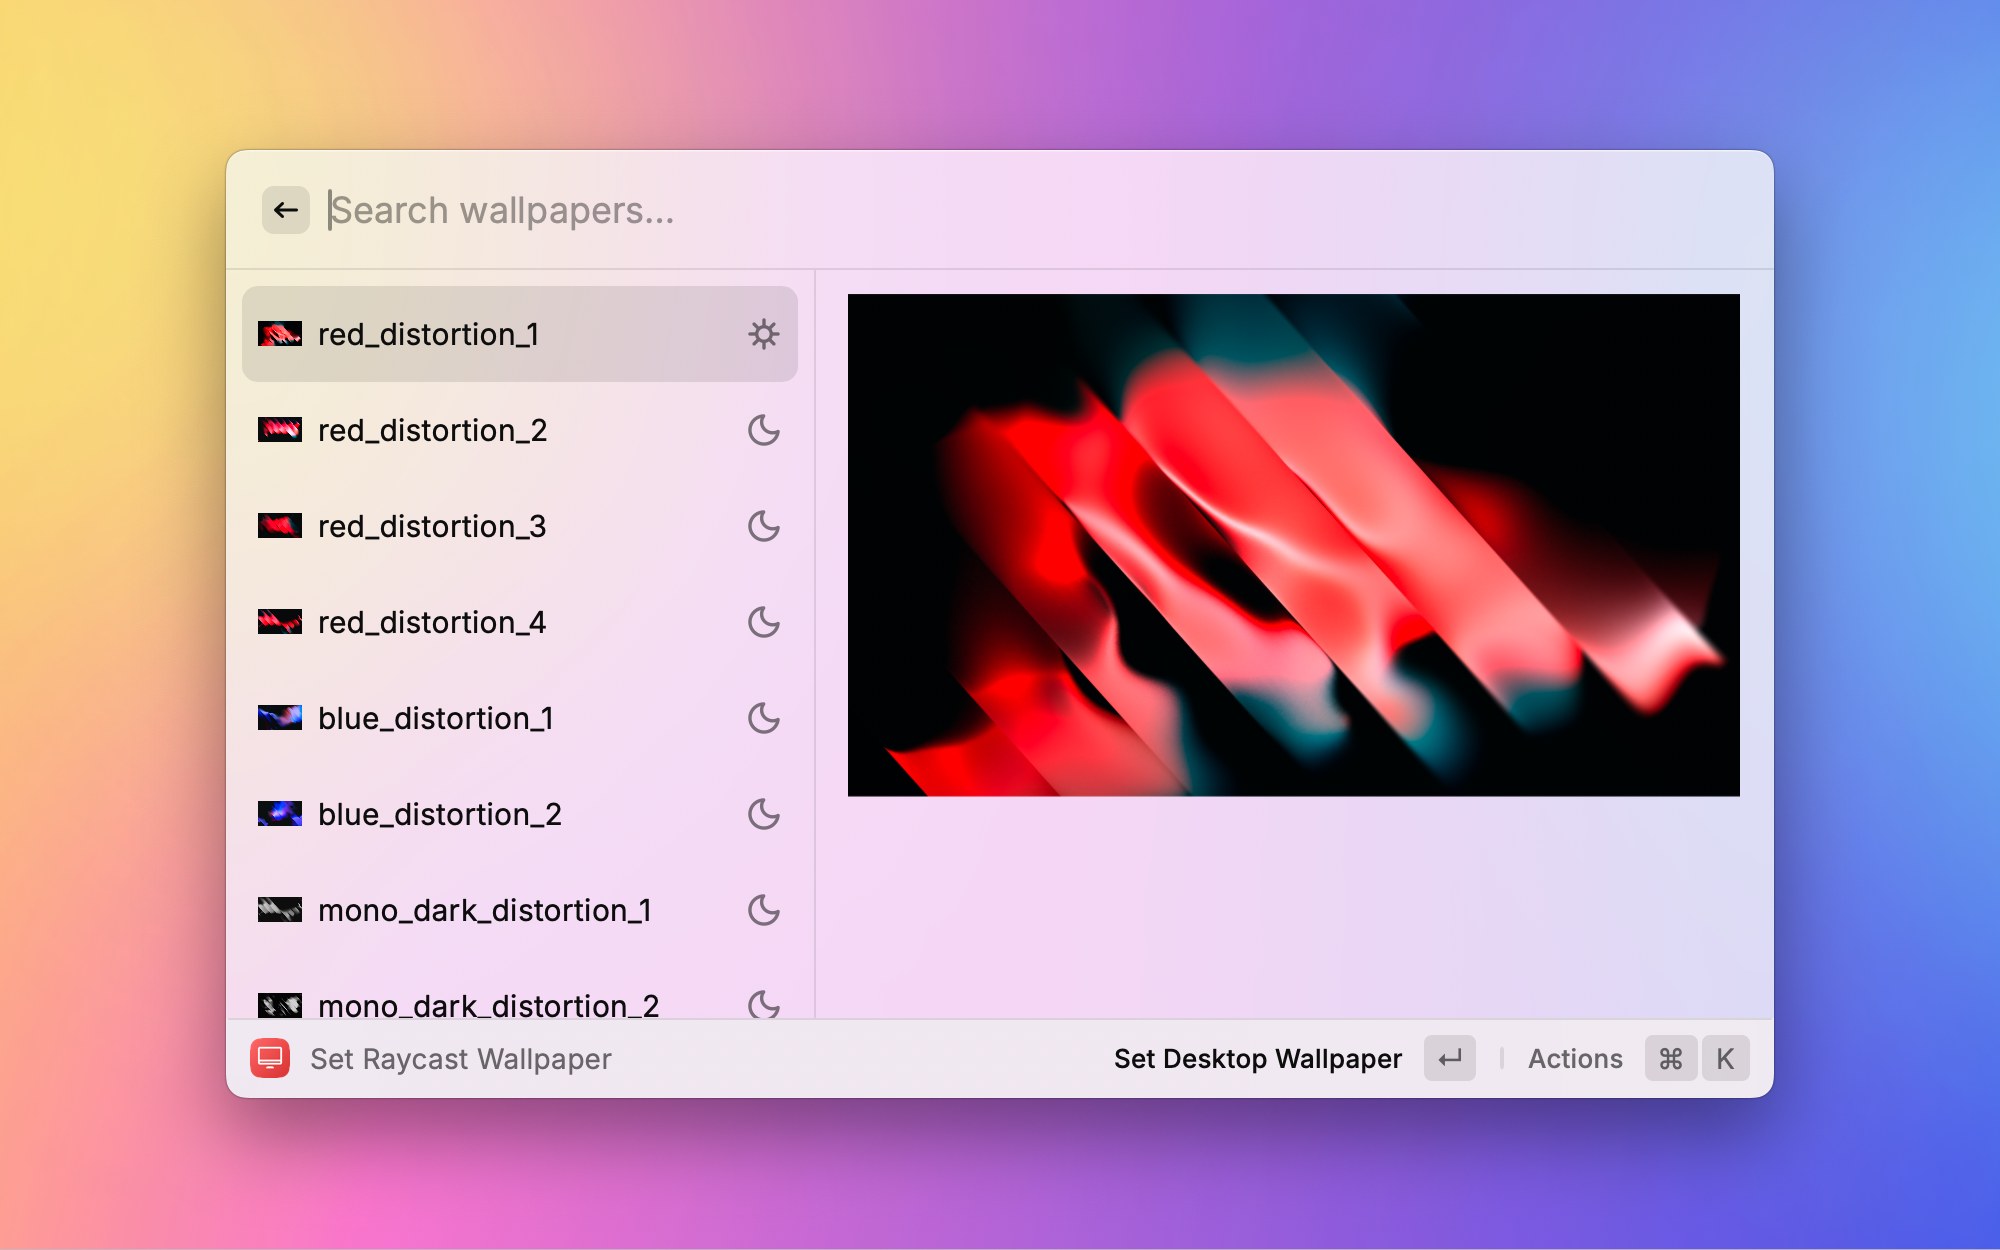 Search wallpapers...
red_distortion_1
red_distortion_2
red_distortion_3
red_distortion_4
blue_distortion_1
blue_distortion_2
mono_dark_distortion_1
mono_dark_distortion_2
Set Raycast Wallpaper
Set Desktop Wallpaper ↵ Actions ⌘ K